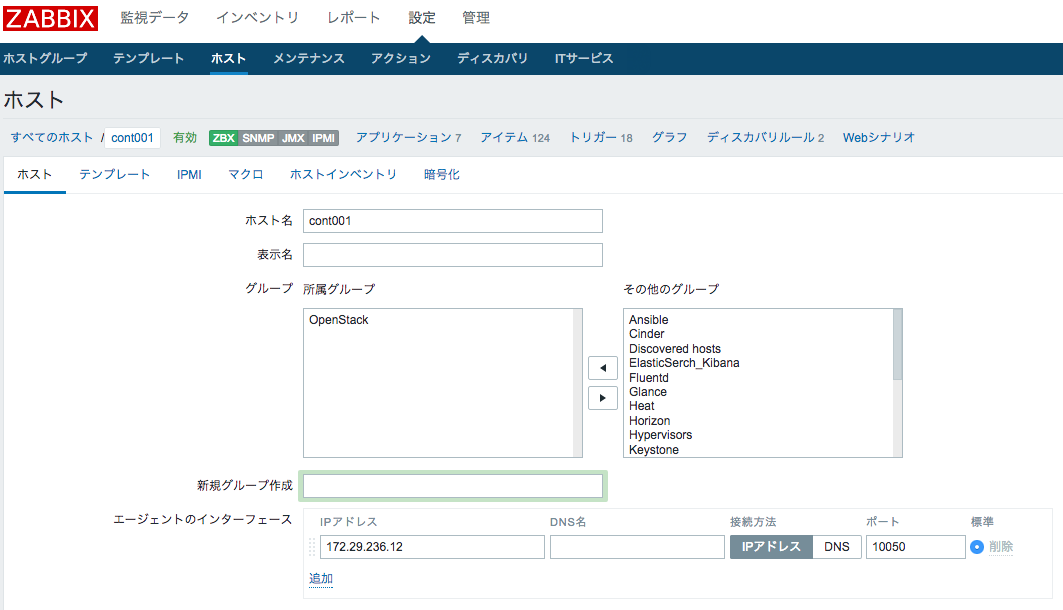 ZABBIX 監視データ インベントリ レポート 設定 管理
ホストグループ テンプレート ホスト メンテナンス アクション ディスカバリ ITサービス
ホスト
すべてのホスト / cont001 有効 ZBX SNMP JMX IPMI アプリケーション 7 アイテム 124 トリガー 18 グラフ ディスカバリルール 2 Webシナリオ
ホスト テンプレート IPMI マクロ ホストインベントリ 暗号化
ホスト名 cont001
表示名
グループ 所属グループ その他のグループ
OpenStack
Ansible
Cinder
Discovered hosts
ElasticSerch_Kibana
Fluentd
Glance
Heat
Horizon
Hypervisors
Keystone
新規グループ作成
エージェントのインターフェース IPアドレス DNS名 接続方法 ポート 標準
172.29.236.12 IPアドレス DNS 10050 削除
追加